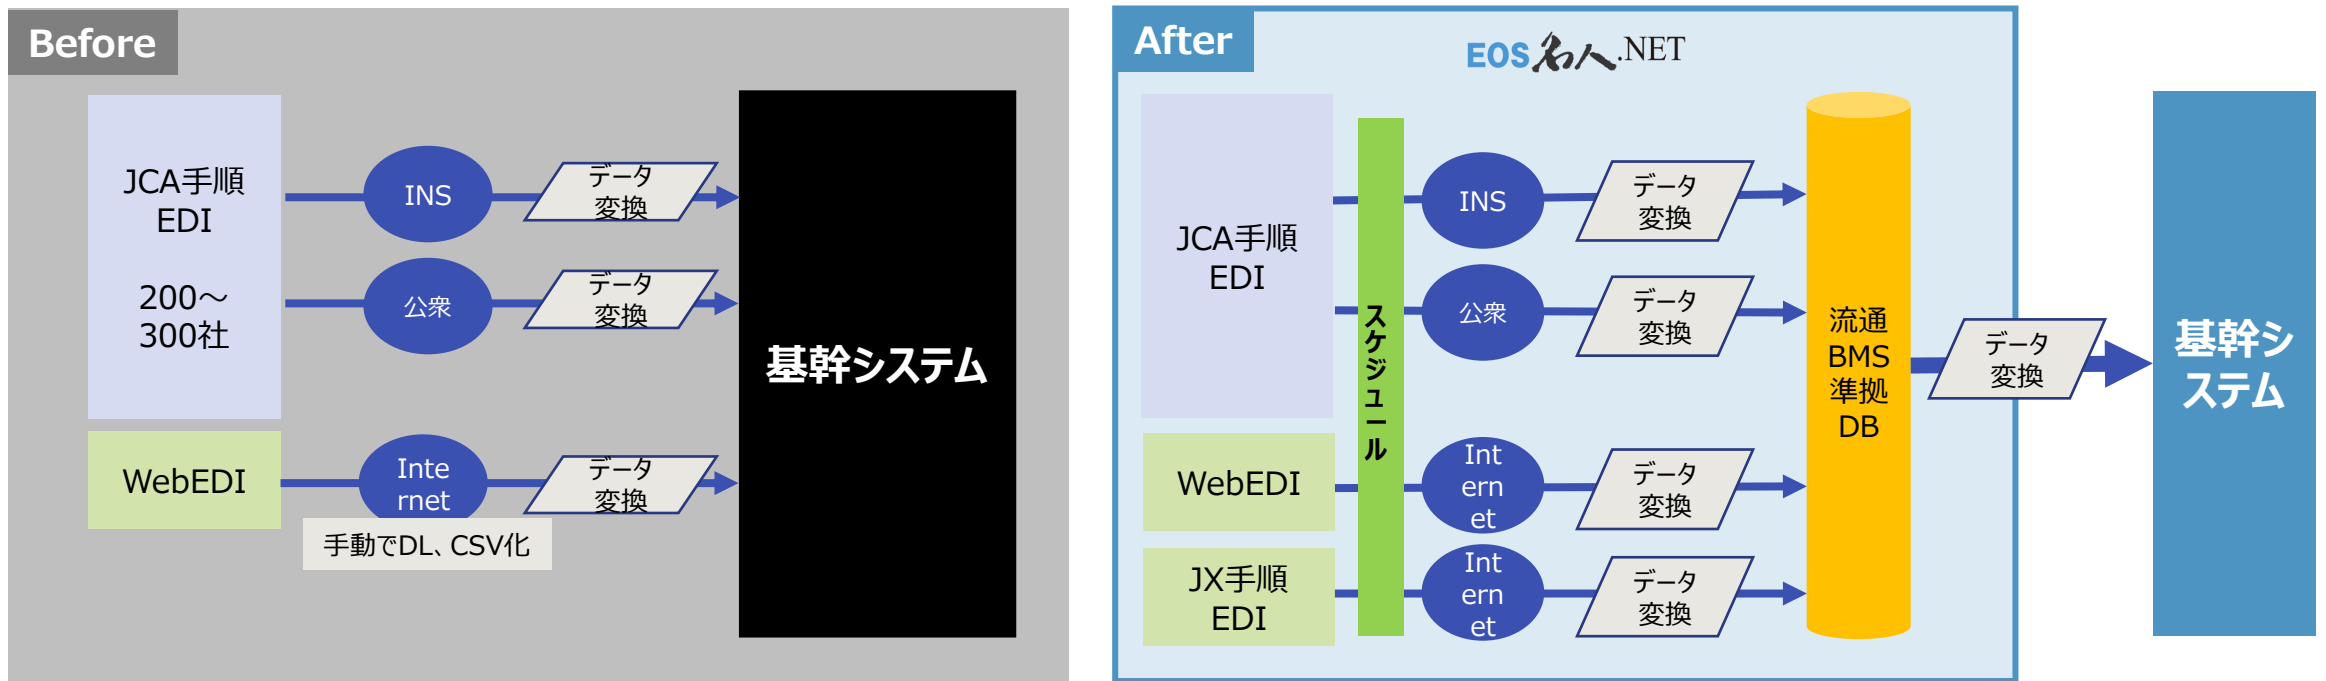 Before
JCA手順
EDI
200～
300社
INS
データ
変換
公衆
データ
変換
WebEDI
Inte
rnet
データ
変換
手動でDL、CSV化
基幹システム
After
EOS名人.NET
JCA手順
EDI
WebEDI
JX手順
EDI
スケジュール
INS
データ
変換
公衆
データ
変換
Int
ern
et
データ
変換
Int
ern
et
データ
変換
流通
BMS
準拠
DB
データ
変換
基幹シ
ステム